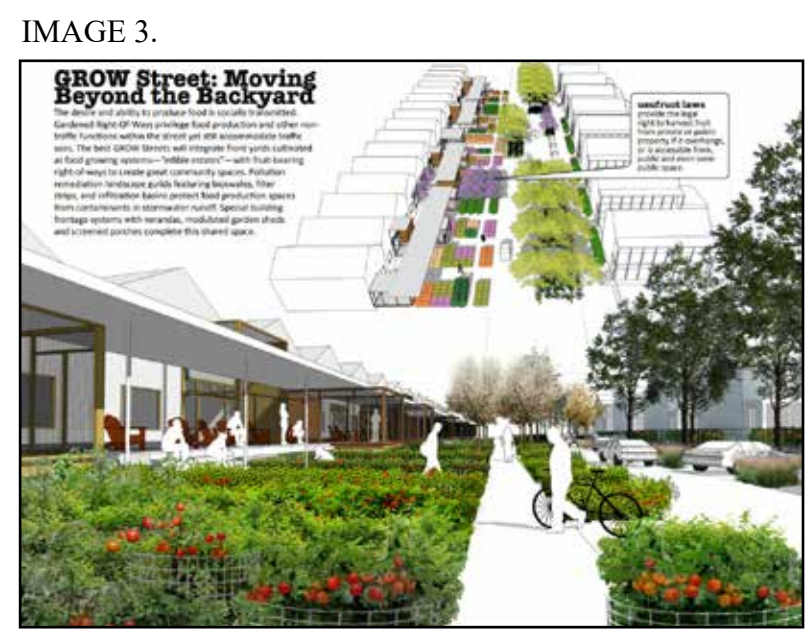 IMAGE 3.
GROW Street: Moving
Beyond the Backyard
The desire and ability to produce food is socially transmitted.
Gardened Right-Of-Ways privilege food production and other non-
traffic functions within the street yet still accommodate traffic
uses. The best GROW Streets will integrate front yards cultivated
as food growing systems—"edible estates"—with fruit-bearing
right-of-ways to create great community spaces. Pollution
remediation landscape guilds featuring bioswales, filter
strips, and infiltration basins protect food production spaces
from contaminants in stormwater runoff. Special building
frontage systems with verandas, modulated garden sheds
and screened porches complete this shared space.
usufruct laws
provide the legal
right to harvest fruit
from private or public
property if it overhangs,
or is accessible from,
public and even some
public space.